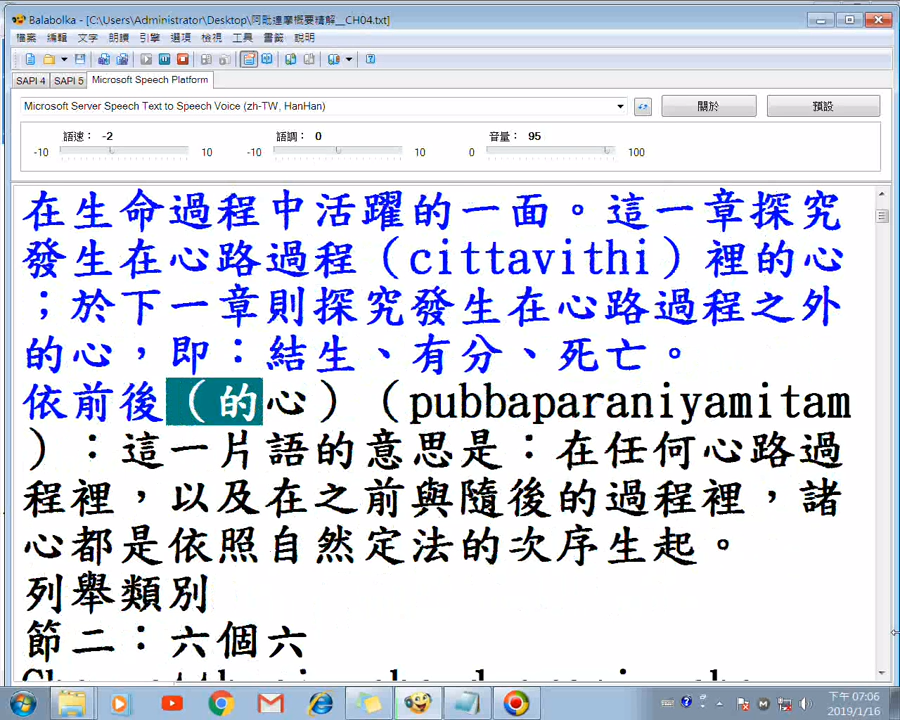 Balabolka - [C:\Users\Administrator\Desktop\阿毗達摩概要精解__CH04.txt]
檔案 編輯 文字 朗讀 引擎 選項 檢視 工具 書籤 說明
SAPI 4 SAPI 5 Microsoft Speech Platform
Microsoft Server Speech Text to Speech Voice (zh-TW, HanHan) 關於 預設
語速： -2 語調： 0 音量： 95
-10 10 -10 10 0 100
在生命過程中活躍的一面。這一章探究
發生在心路過程（cittavithi）裡的心
；於下一章則探究發生在心路過程之外
的心，即：結生、有分、死亡。
依前後（的心）（pubbaparaniyamitam
）：這一片語的意思是：在任何心路過
程裡，以及在之前與隨後的過程裡，諸
心都是依照自然定法的次序生起。
列舉類別
節二：六個六
下午 07:06
2019/1/16